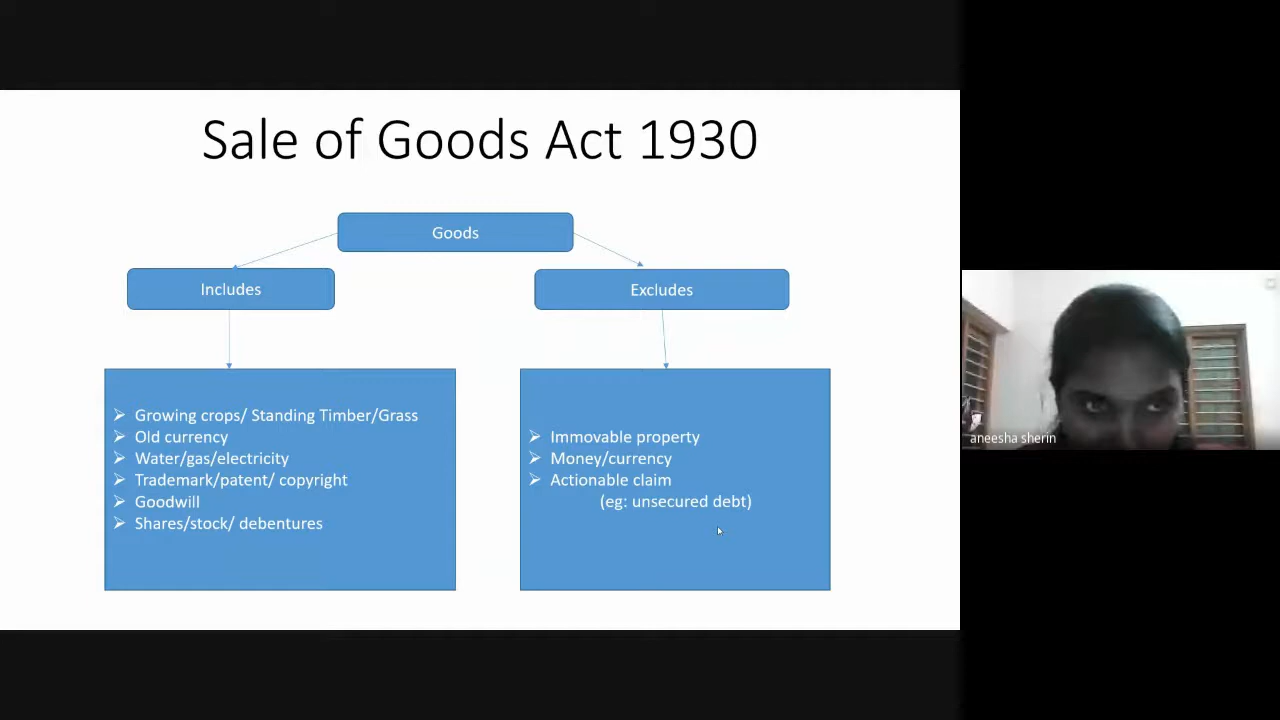 Sale of Goods Act 1930
Goods
Includes
Excludes
Growing crops/ Standing Timber/Grass
Old currency
Water/gas/electricity
Trademark/patent/ copyright
Goodwill
Shares/stock/ debentures
Immovable property
Money/currency
Actionable claim
(eg: unsecured debt)
aneesha sherin